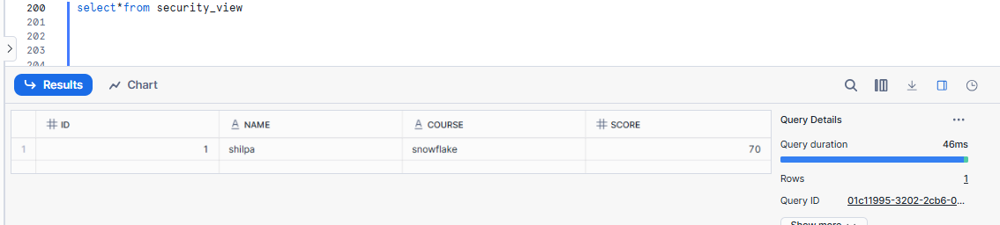 200 select*from security_view
201
202
203
204
Results Chart
ID NAME COURSE SCORE
1 1 shilpa snowflake 70
Query Details ...
Query duration 46ms
Rows 1
Query ID 01c11995-3202-2cb6-0...
Show more